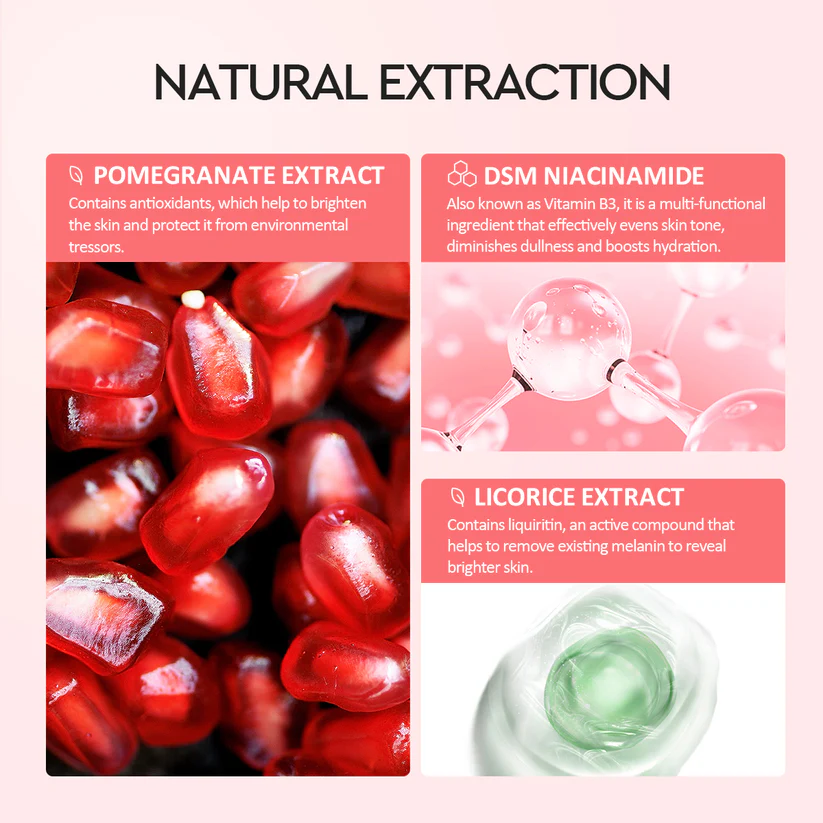 NATURAL EXTRACTION
POMEGRANATE EXTRACT
Contains antioxidants, which help to brighten
the skin and protect it from environmental
tressors.
DSM NIACINAMIDE
Also known as Vitamin B3, it is a multi-functional
ingredient that effectively evens skin tone,
diminishes dullness and boosts hydration.
LICORICE EXTRACT
Contains liquiritin, an active compound that
helps to remove existing melanin to reveal
brighter skin.